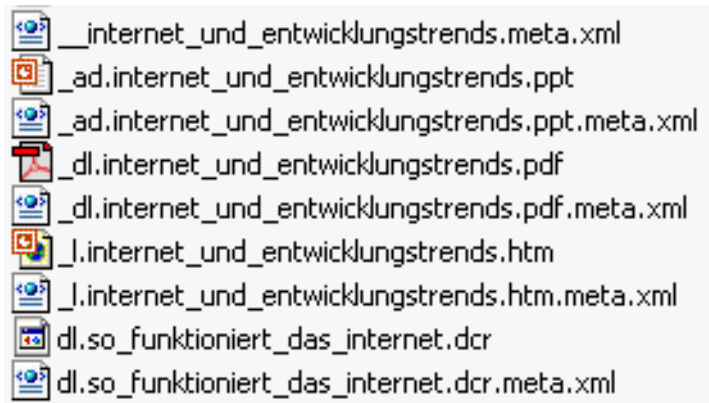 __internet_und_entwicklungstrends.meta.xml
_ad.internet_und_entwicklungstrends.ppt
_ad.internet_und_entwicklungstrends.ppt.meta.xml
_dl.internet_und_entwicklungstrends.pdf
_dl.internet_und_entwicklungstrends.pdf.meta.xml
_l.internet_und_entwicklungstrends.htm
_l.internet_und_entwicklungstrends.htm.meta.xml
dl.so_funktioniert_das_internet.dcr
dl.so_funktioniert_das_internet.dcr.meta.xml